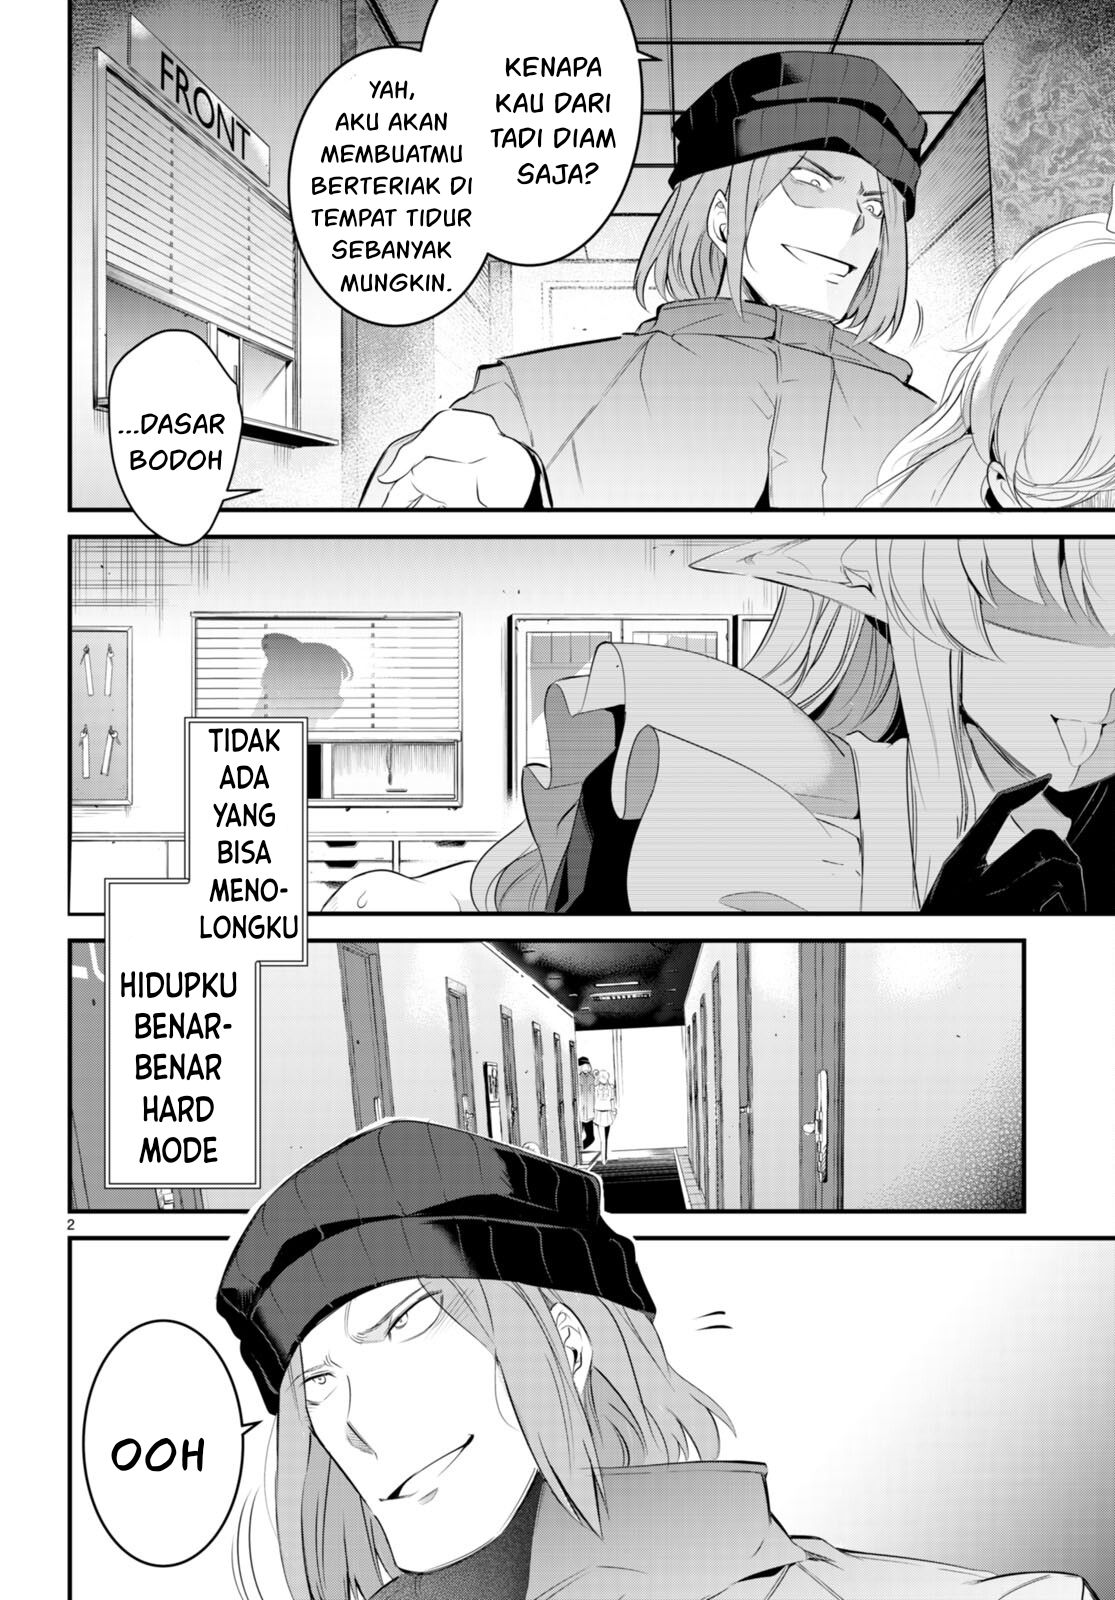 FRONT
KENAPA
KAU DARI
TADI DIAM
SAJA?
YAH,
AKU AKAN
MEMBUATMU
BERTERIAK DI
TEMPAT TIDUR
SEBANYAK
MUNGKIN.
...DASAR
BODOH
TIDAK
ADA
YANG
BISA
MENO-
LONGKU
HIDUPKU
BENAR-
BENAR
HARD
MODE
2
OOH